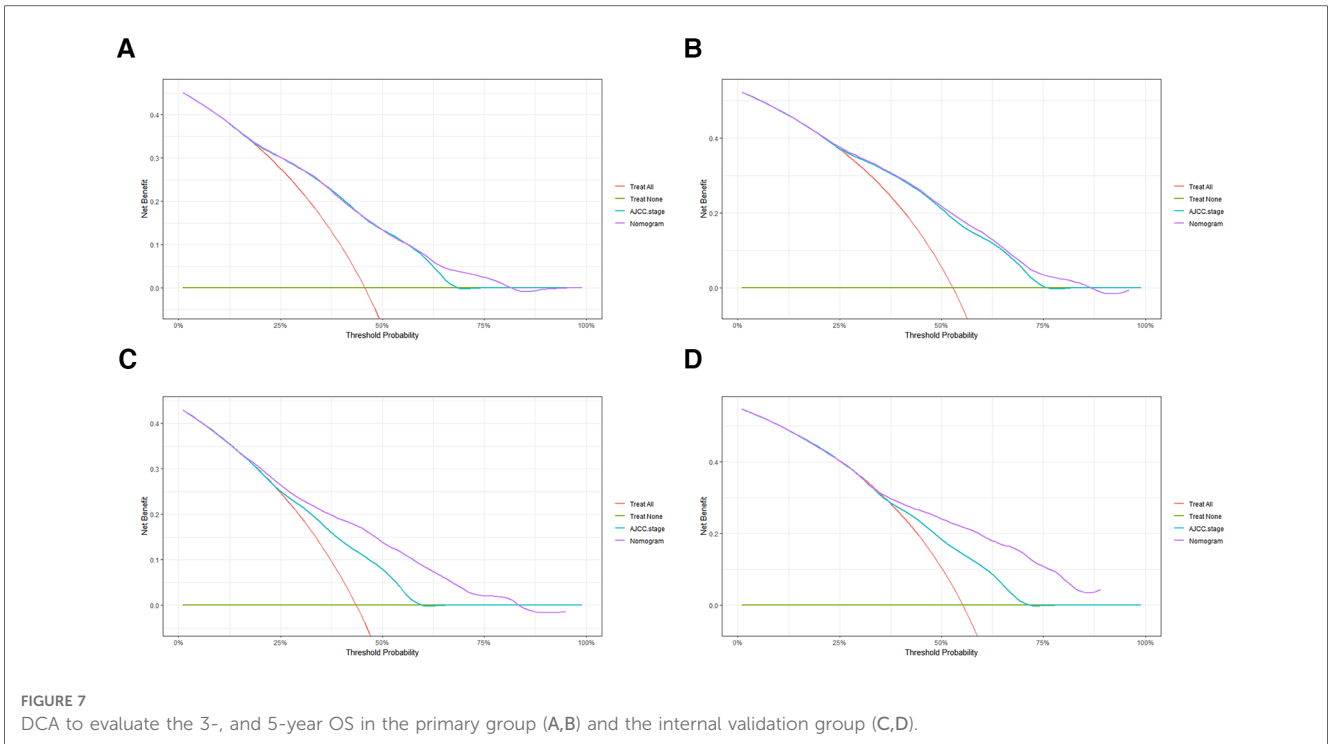 A
B
Net Benefit
0.4
0.3
0.2
0.1
0.0
0% 25% 50% 75% 100%
Threshold Probability
Treat All
Treat None
AJCC.stage
Nomogram
Net Benefit
0.4
0.2
0.0
0% 25% 50% 75% 100%
Threshold Probability
Treat All
Treat None
AJCC.stage
Nomogram
C
D
Net Benefit
0.4
0.3
0.2
0.1
0.0
0% 25% 50% 75% 100%
Threshold Probability
Treat All
Treat None
AJCC.stage
Nomogram
Net Benefit
0.4
0.2
0.0
0% 25% 50% 75% 100%
Threshold Probability
Treat All
Treat None
AJCC.stage
Nomogram
FIGURE 7
DCA to evaluate the 3-, and 5-year OS in the primary group (A,B) and the internal validation group (C,D).